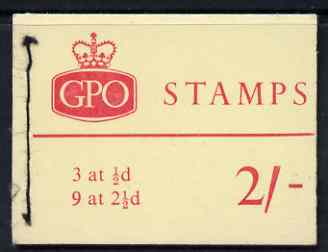 GPO STAMPS
3 at ½d
9 at 2½d
2/-